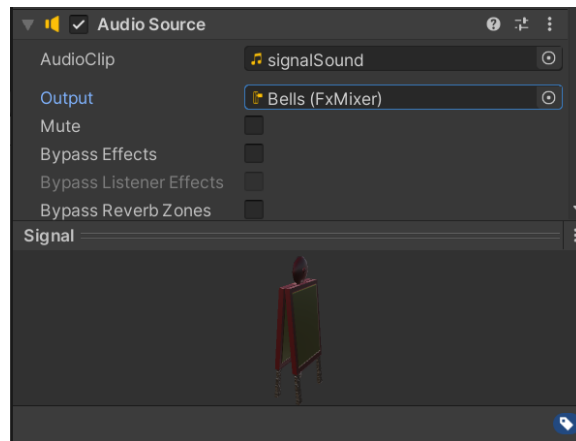 Audio Source
AudioClip signalSound
Output Bells (FxMixer)
Mute
Bypass Effects
Bypass Listener Effects
Bypass Reverb Zones
Signal